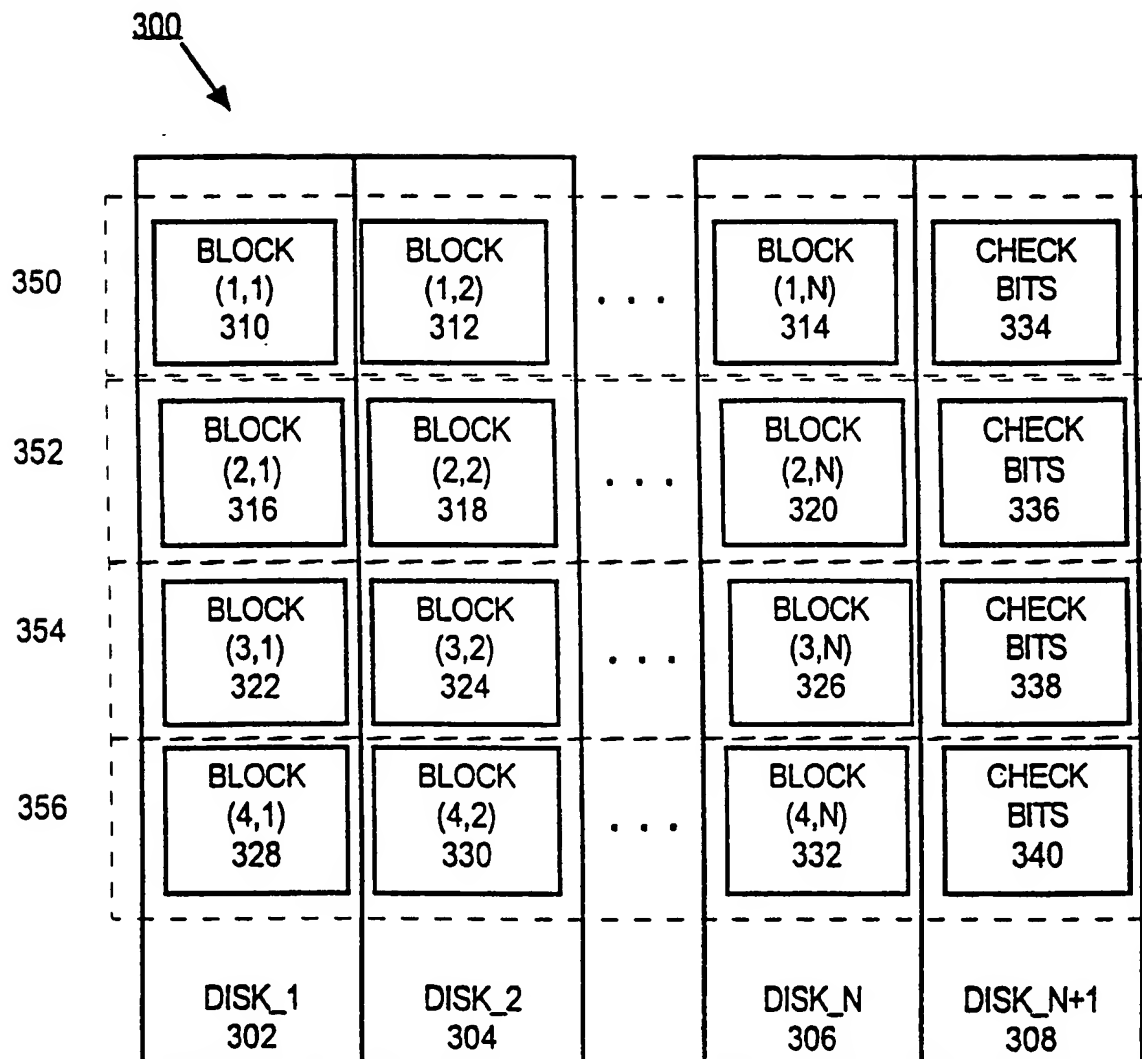 300
350
BLOCK (1,1) 310
BLOCK (1,2) 312
. . .
BLOCK (1,N) 314
CHECK BITS 334
352
BLOCK (2,1) 316
BLOCK (2,2) 318
. . .
BLOCK (2,N) 320
CHECK BITS 336
354
BLOCK (3,1) 322
BLOCK (3,2) 324
. . .
BLOCK (3,N) 326
CHECK BITS 338
356
BLOCK (4,1) 328
BLOCK (4,2) 330
. . .
BLOCK (4,N) 332
CHECK BITS 340
DISK_1 302
DISK_2 304
DISK_N 306
DISK_N+1 308